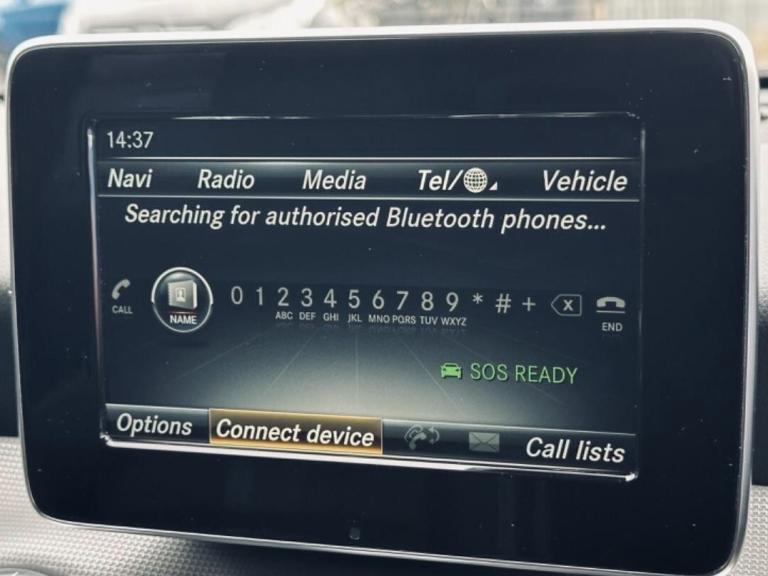 14:37
Navi Radio Media Tel/ Vehicle
Searching for authorised Bluetooth phones...
CALL NAME 0 1 2 3 4 5 6 7 8 9 * # + X END
ABC DEF GHI JKL MNO PQRS TUV WXYZ
SOS READY
Options Connect device Call lists